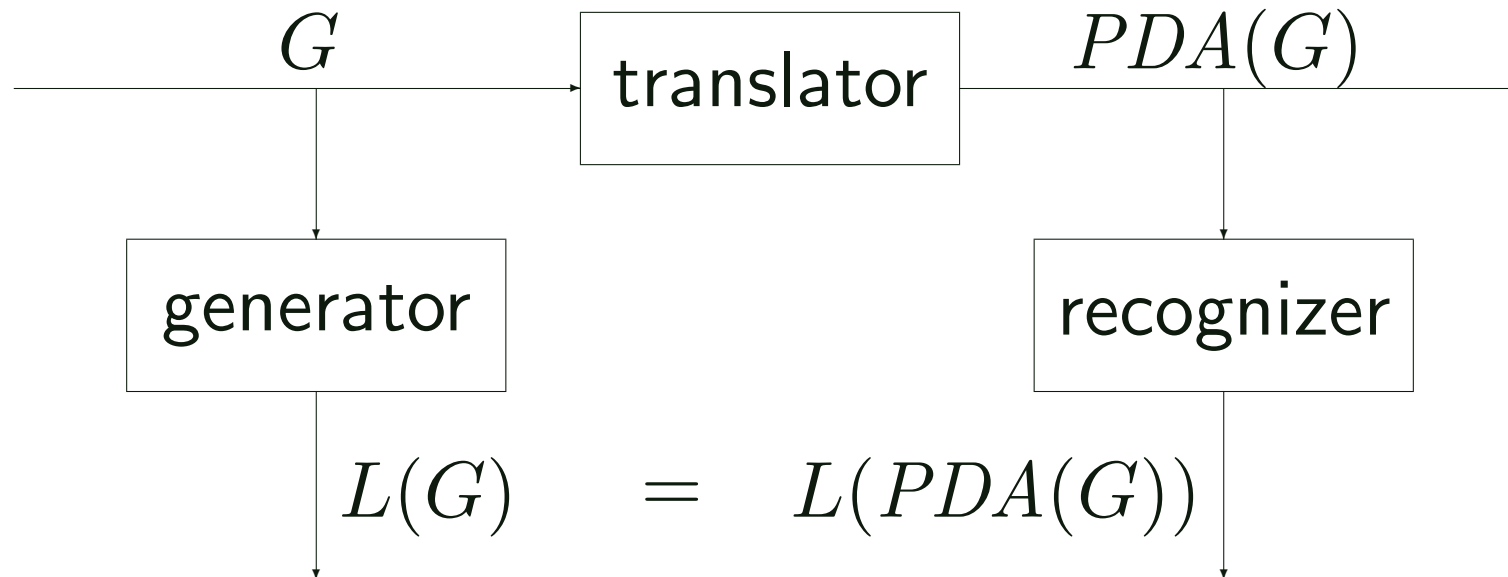 G
translator
PDA(G)
generator
recognizer
L(G) = L(PDA(G))